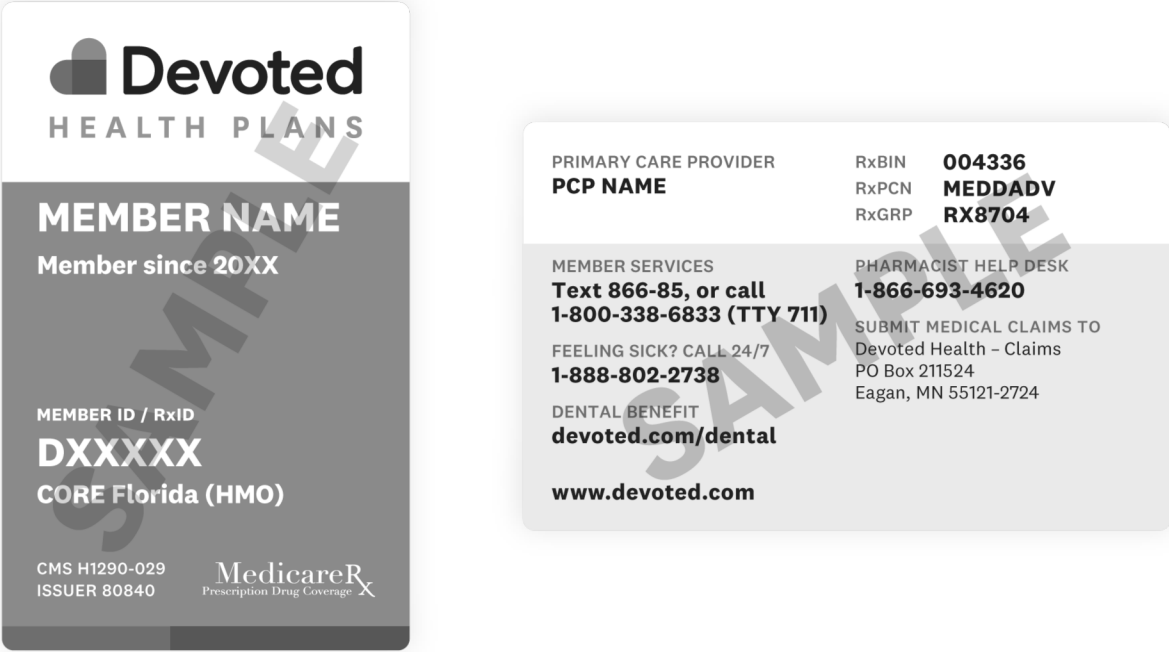 Devoted
HEALTH PLANS
MEMBER NAME
Member since 20XX
MEMBER ID / RxID
DXXXXX
CORE Florida (HMO)
CMS H1290-029
ISSUER 80840
MedicareRx
Prescription Drug Coverage
SAMPLE
PRIMARY CARE PROVIDER
PCP NAME
RxBIN 004336
RxPCN MEDDADV
RxGRP RX8704
MEMBER SERVICES
Text 866-85, or call
1-800-338-6833 (TTY 711)
FEELING SICK? CALL 24/7
1-888-802-2738
DENTAL BENEFIT
devoted.com/dental
www.devoted.com
PHARMACIST HELP DESK
1-866-693-4620
SUBMIT MEDICAL CLAIMS TO
Devoted Health – Claims
PO Box 211524
Eagan, MN 55121-2724
SAMPLE